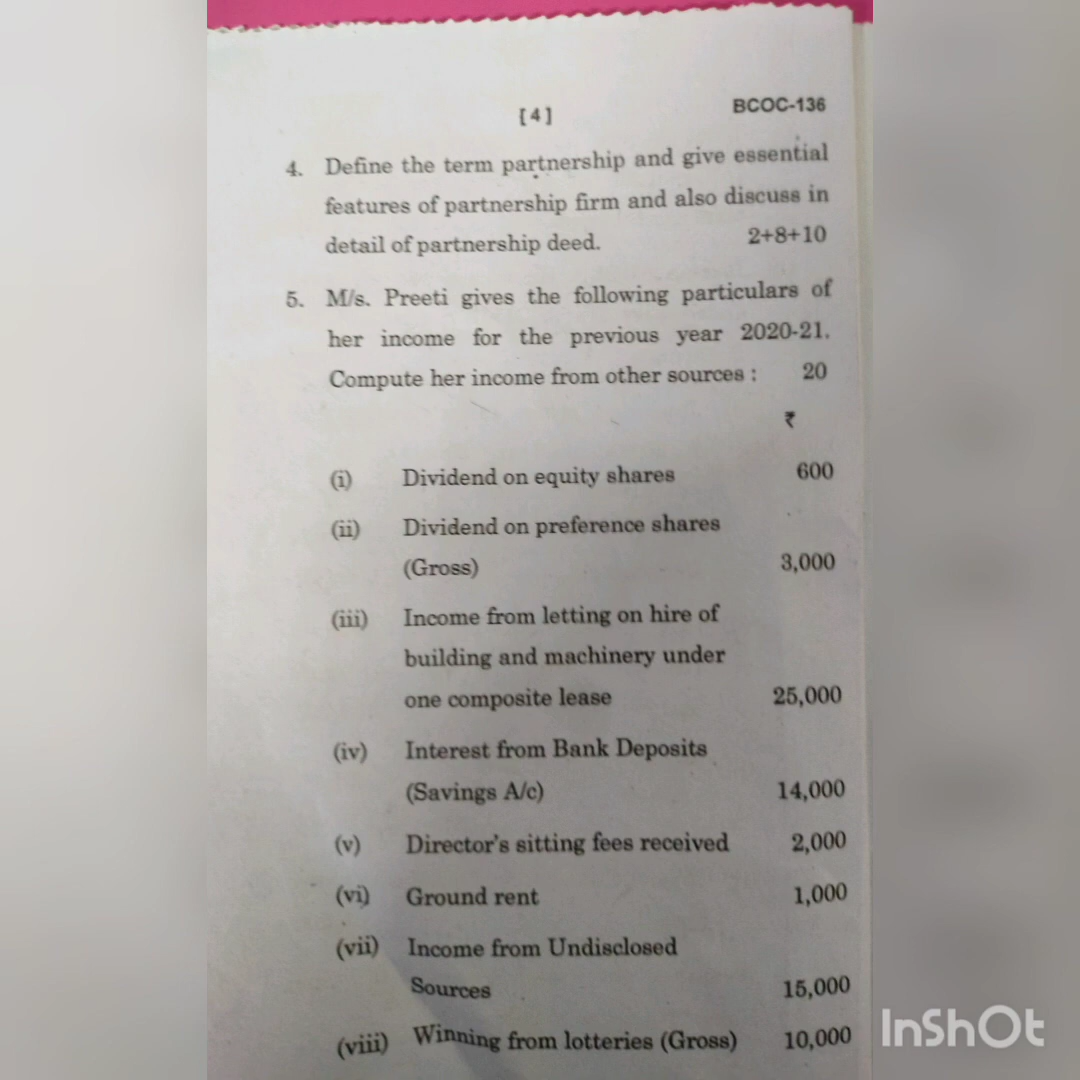 [4]
BCOC-136
4. Define the term partnership and give essential
features of partnership firm and also discuss in
detail of partnership deed. 2+8+10
5. M/s. Preeti gives the following particulars of
her income for the previous year 2020-21.
Compute her income from other sources : 20
₹
(i) Dividend on equity shares 600
(ii) Dividend on preference shares
(Gross) 3,000
(iii) Income from letting on hire of
building and machinery under
one composite lease 25,000
(iv) Interest from Bank Deposits
(Savings A/c) 14,000
(v) Director's sitting fees received 2,000
(vi) Ground rent 1,000
(vii) Income from Undisclosed
Sources 15,000
(viii) Winning from lotteries (Gross) 10,000
InShOt